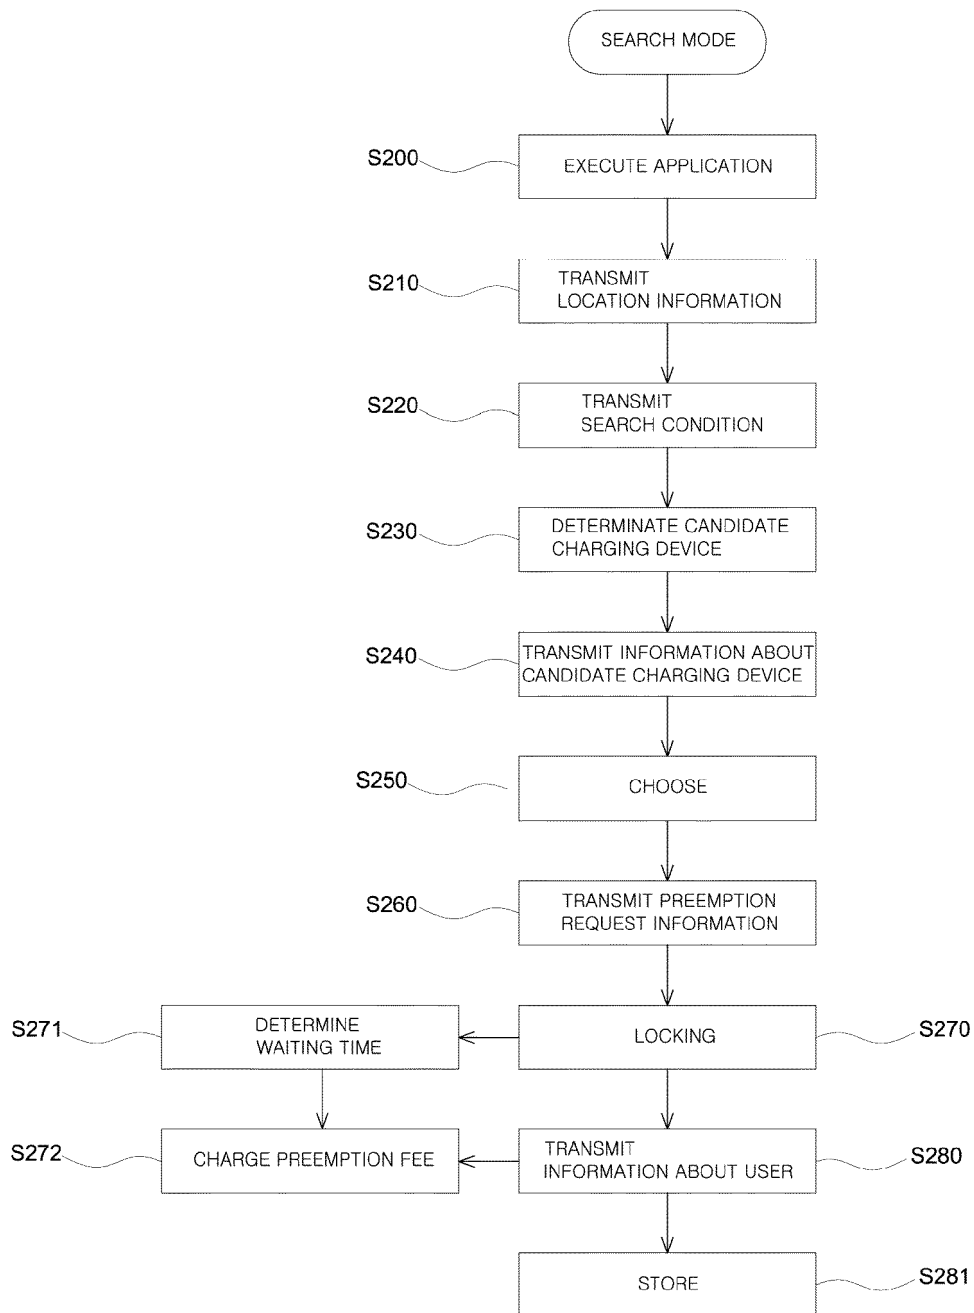 SEARCH MODE
S200
EXECUTE APPLICATION
S210
TRANSMIT
LOCATION INFORMATION
S220
TRANSMIT
SEARCH CONDITION
S230
DETERMINATE CANDIDATE
CHARGING DEVICE
S240
TRANSMIT INFORMATION ABOUT
CANDIDATE CHARGING DEVICE
S250
CHOOSE
S260
TRANSMIT PREEMPTION
REQUEST INFORMATION
S271
DETERMINE
WAITING TIME
LOCKING
S270
S272
CHARGE PREEMPTION FEE
TRANSMIT
INFORMATION ABOUT USER
S280
STORE
S281